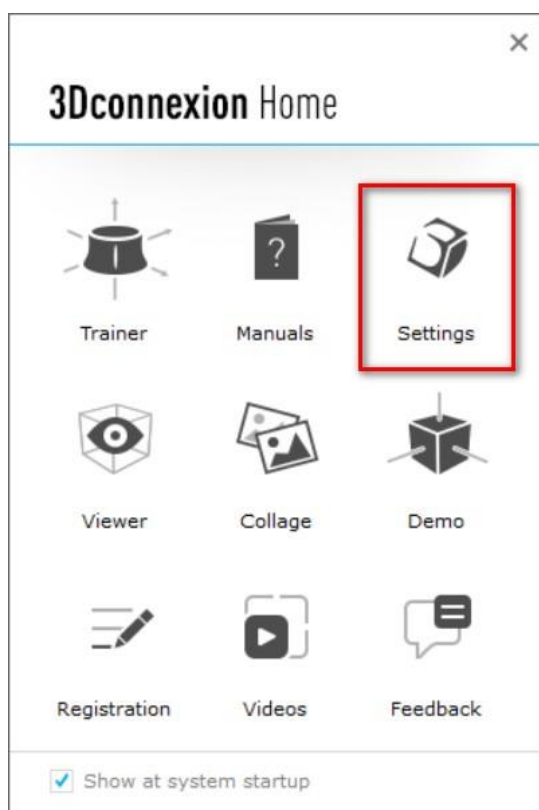 3Dconnexion Home
Trainer Manuals Settings
?
Viewer Collage Demo
Registration Videos Feedback
Show at system startup